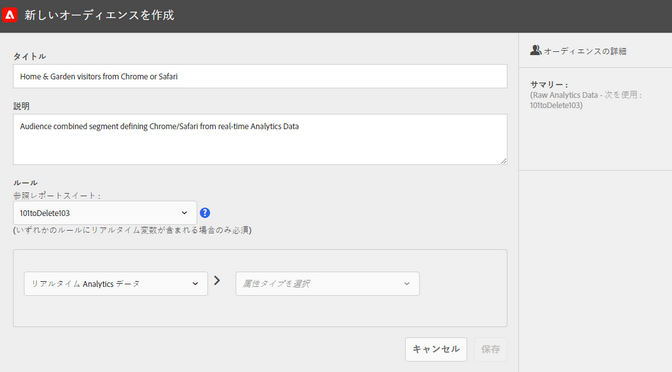 新しいオーディエンスを作成
タイトル
Home & Garden visitors from Chrome or Safari
説明
Audience combined segment defining Chrome/Safari from real-time Analytics Data
ルール
参照レポートスイート :
101toDelete103
?
(いずれかのルールにリアルタイム変数が含まれる場合のみ必須)
リアルタイム Analytics データ
属性タイプを選択
キャンセル
保存
オーディエンスの詳細
サマリー :
(Raw Analytics Data - 次を使用 :
101toDelete103)